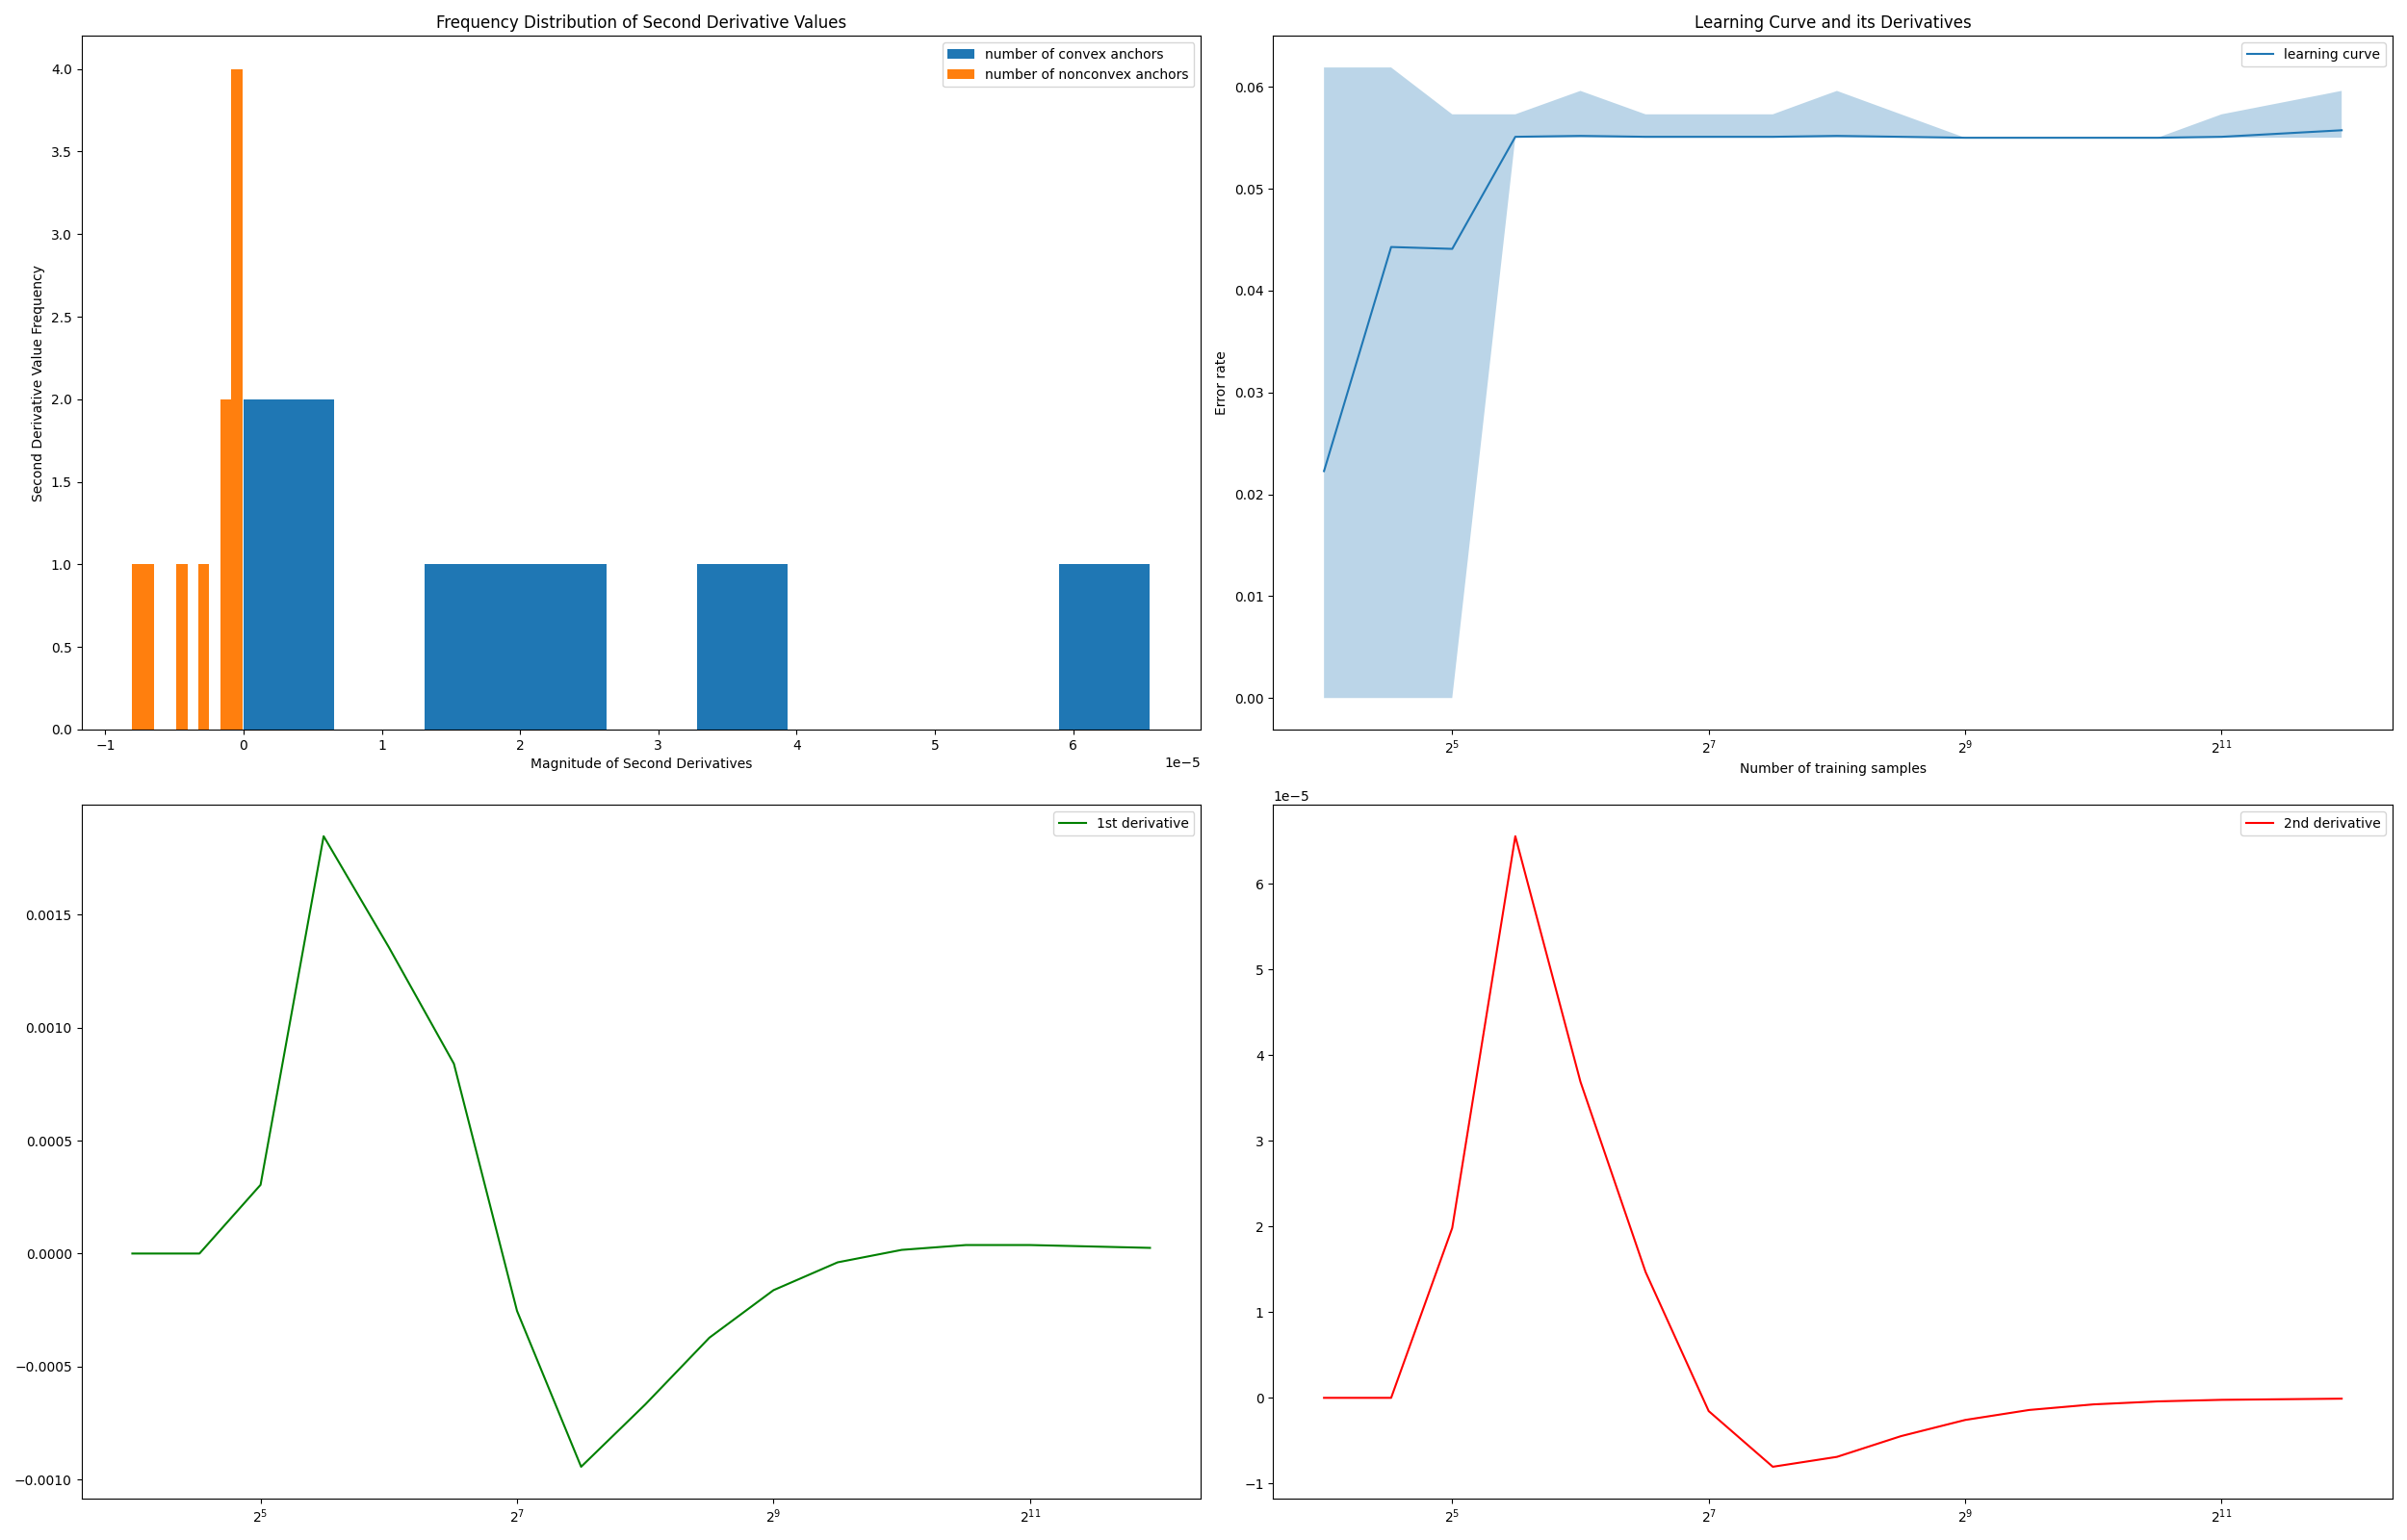 Frequency Distribution of Second Derivative Values
number of convex anchors
number of nonconvex anchors
4.0
3.5
3.0
2.5
2.0
1.5
1.0
0.5
0.0
Second Derivative Value Frequency
−1 0 1 2 3 4 5 6
1e−5
Magnitude of Second Derivatives
Learning Curve and its Derivatives
learning curve
0.06
0.05
0.04
0.03
0.02
0.01
0.00
Error rate
2^5 2^7 2^9 2^11
Number of training samples
1st derivative
0.0015
0.0010
0.0005
0.0000
−0.0005
−0.0010
2^5 2^7 2^9 2^11
1e−5
2nd derivative
6
5
4
3
2
1
0
−1
2^5 2^7 2^9 2^11